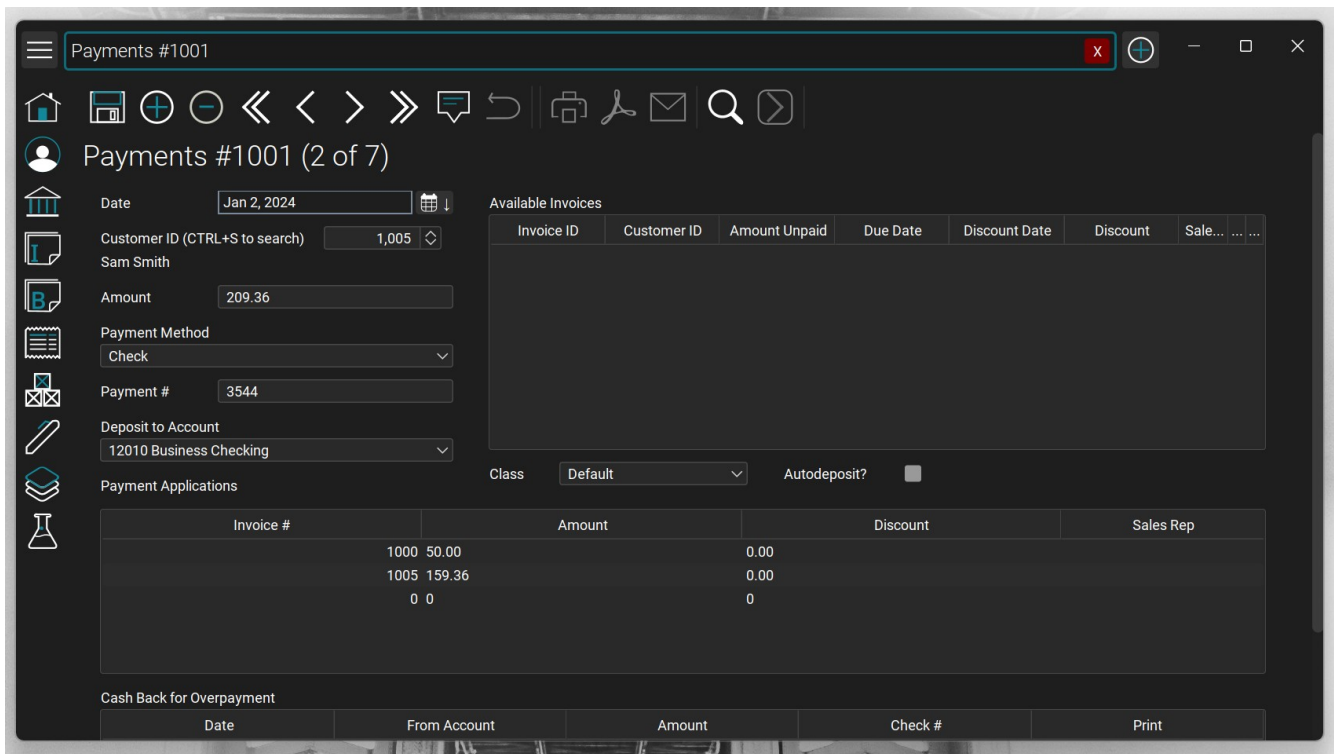 Payments #1001
X
Payments #1001 (2 of 7)
Date
Jan 2, 2024
Customer ID (CTRL+S to search)
1,005
Sam Smith
Amount
209.36
Payment Method
Check
Payment #
3544
Deposit to Account
12010 Business Checking
Available Invoices
Invoice ID Customer ID Amount Unpaid Due Date Discount Date Discount Sale... ... ...
Class
Default
Autodeposit?
Payment Applications
Invoice # Amount Discount Sales Rep
1000 50.00 0.00
1005 159.36 0.00
0 0 0
Cash Back for Overpayment
Date From Account Amount Check # Print
I
B